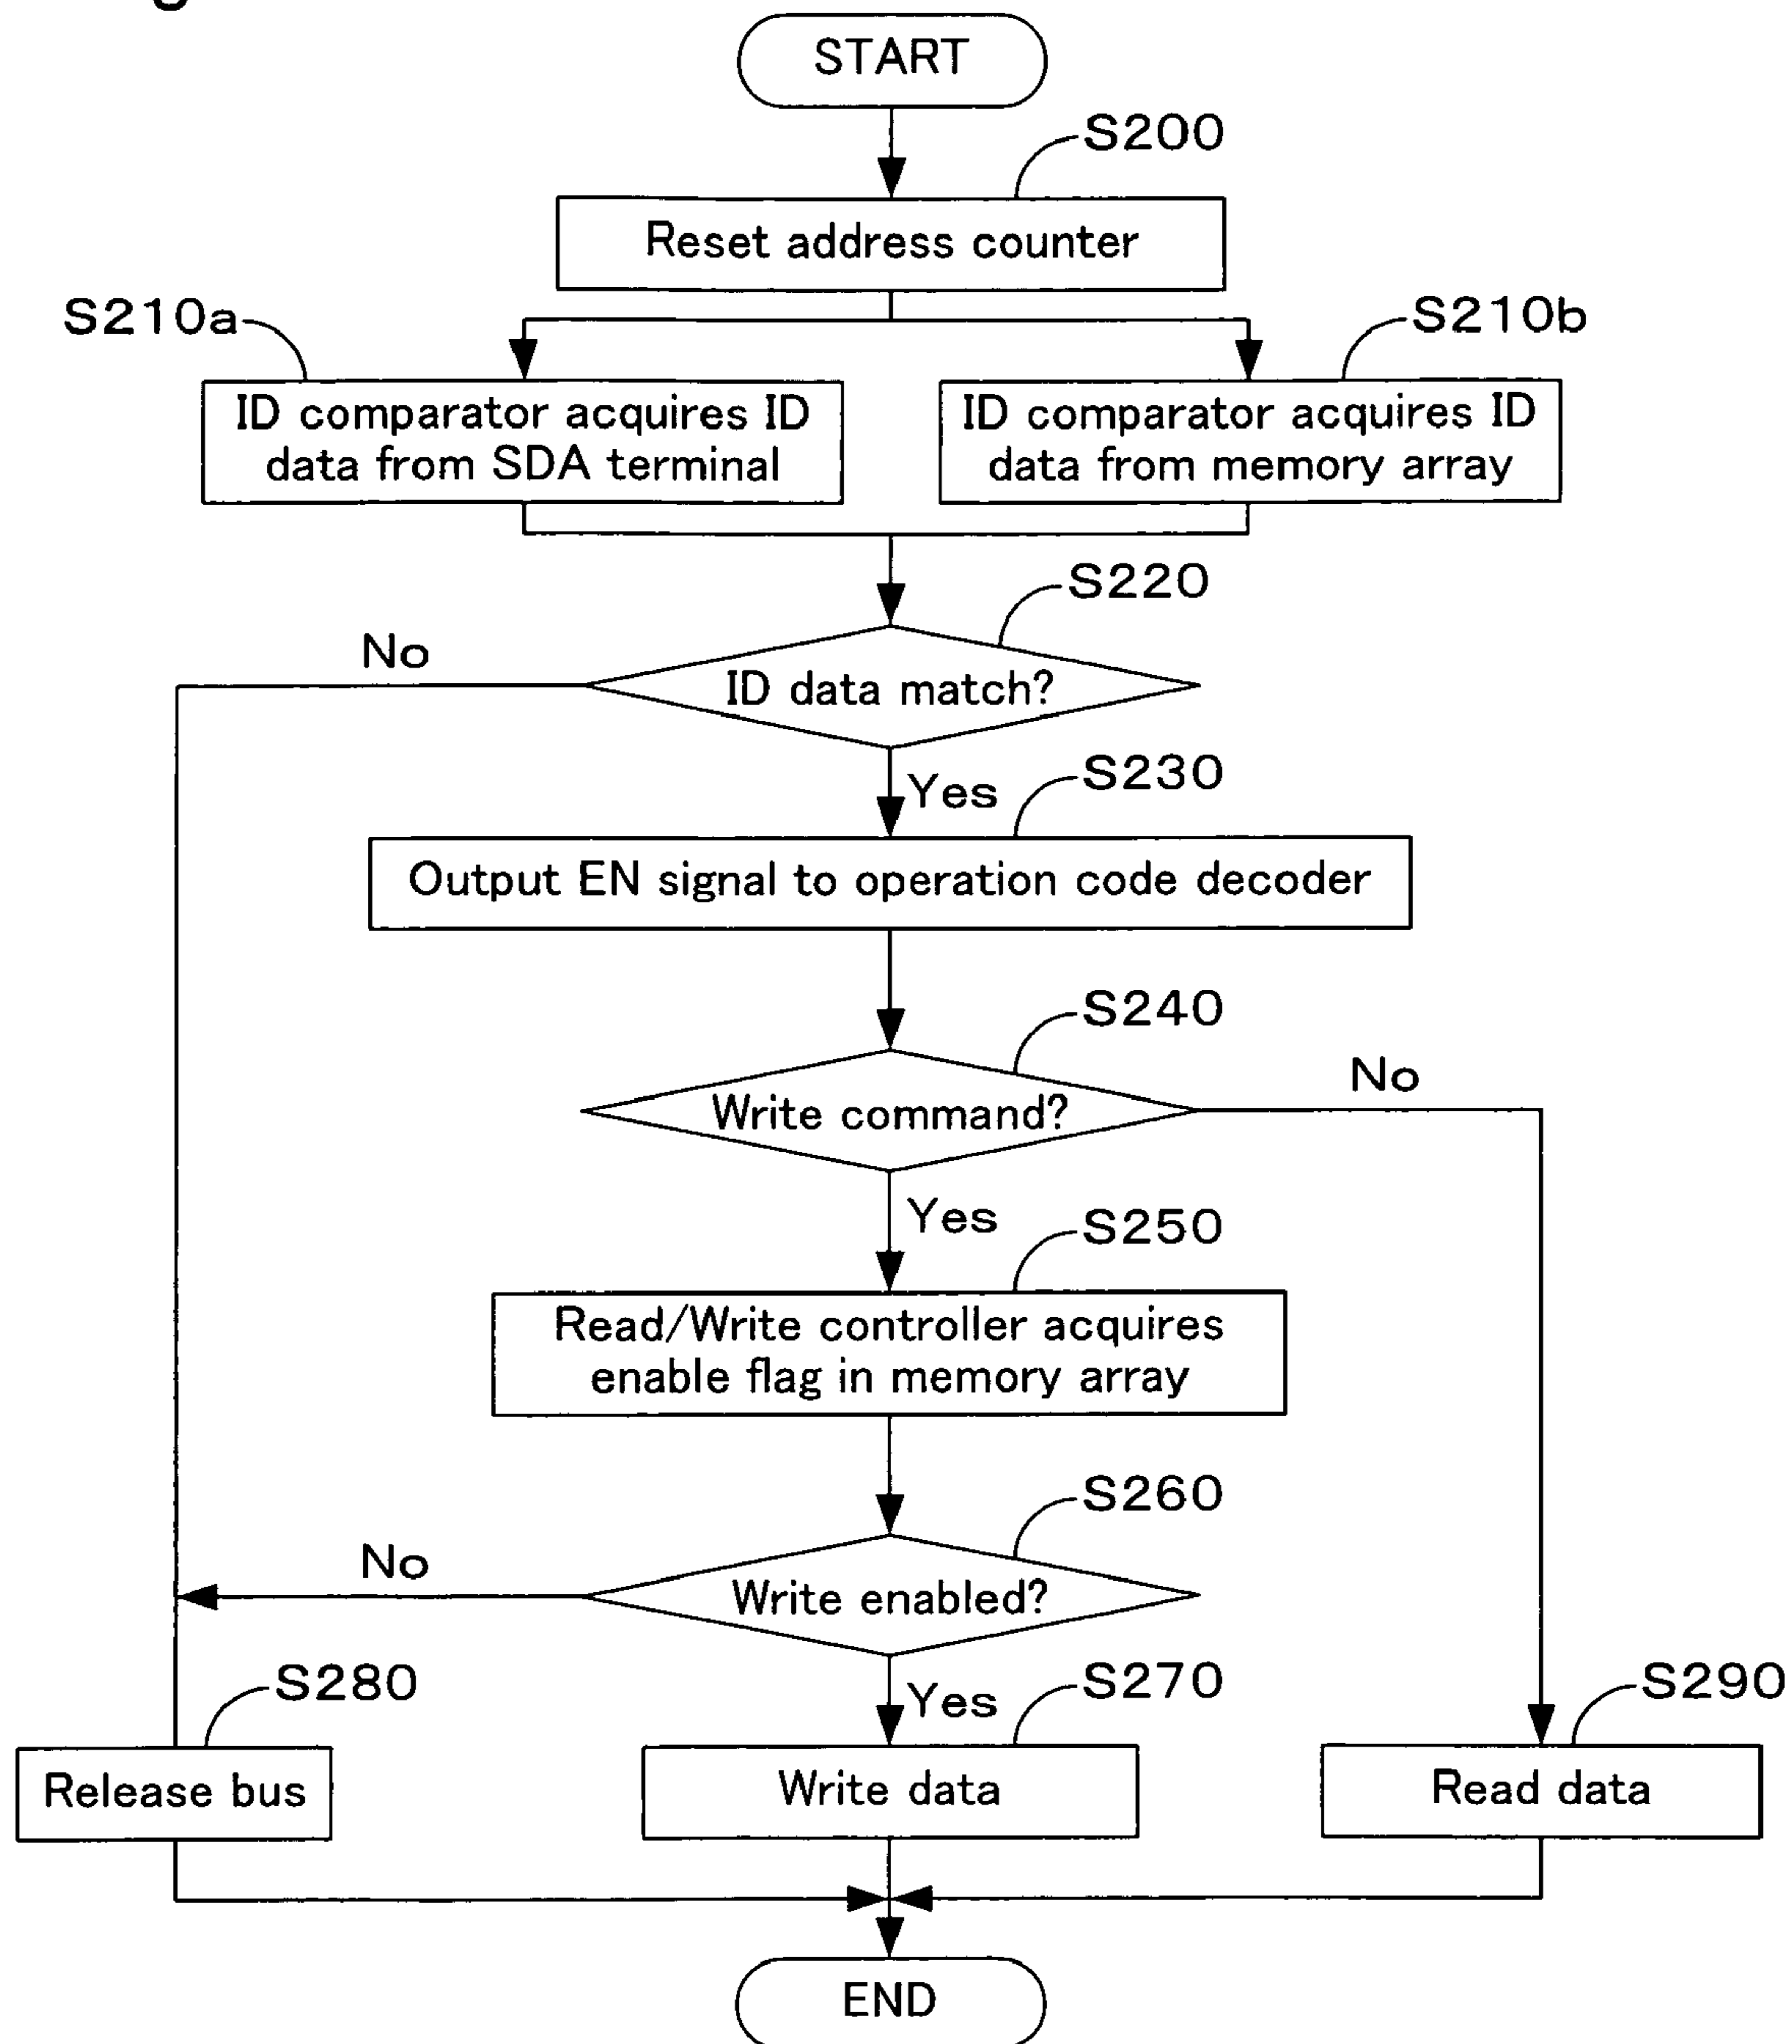 START
S200
Reset address counter
S210a
S210b
ID comparator acquires ID
data from SDA terminal
ID comparator acquires ID
data from memory array
S220
No
ID data match?
Yes
S230
Output EN signal to operation code decoder
S240
No
Write command?
Yes
S250
Read/Write controller acquires
enable flag in memory array
S260
No
Write enabled?
S280
Yes
S270
S290
Release bus
Write data
Read data
END